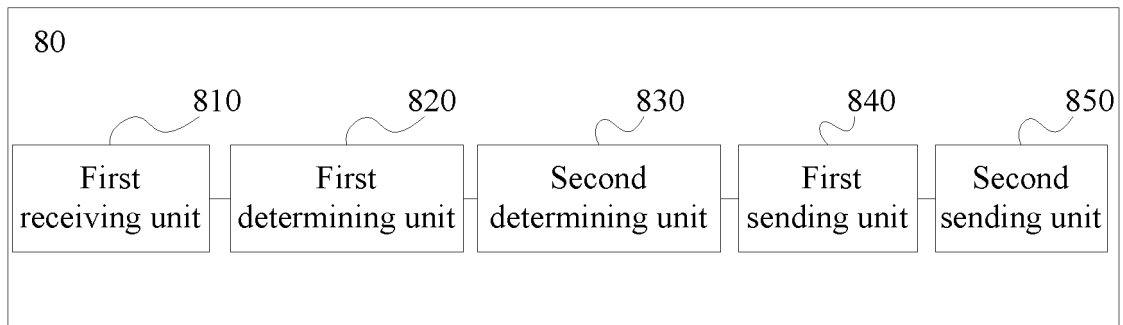 80
810 820 830 840 850
First
receiving unit
First
determining unit
Second
determining unit
First
sending unit
Second
sending unit